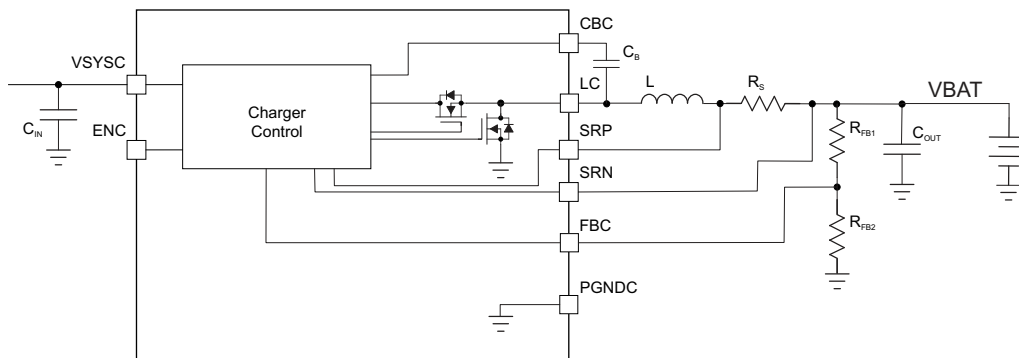 CBC
C_B
VSYSC
LC
L
R_S
VBAT
Charger
Control
C_IN
ENC
SRP
R_FB1
C_OUT
SRN
FBC
R_FB2
PGNDC